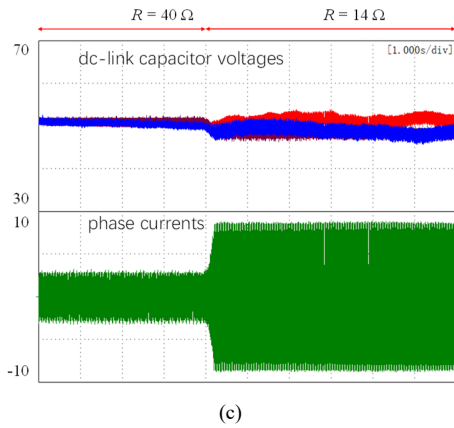 R = 40 Ω R = 14 Ω
70
[1.000s/div]
dc-link capacitor voltages
30
10
phase currents
-10
(c)